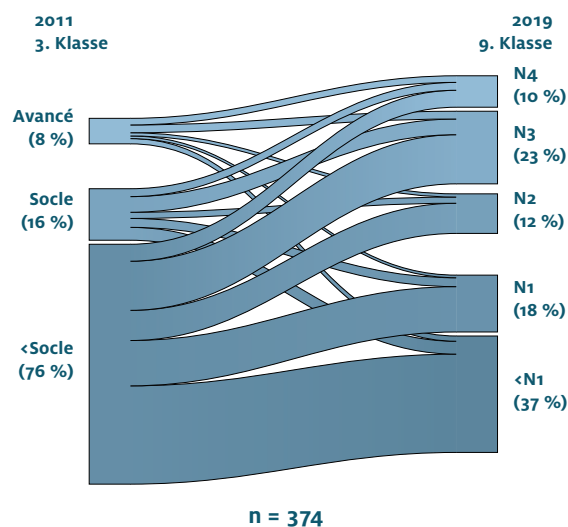 2011
3. Klasse
2019
9. Klasse
Avancé
(8 %)
Socle
(16 %)
<Socle
(76 %)
N4
(10 %)
N3
(23 %)
N2
(12 %)
N1
(18 %)
<N1
(37 %)
n = 374